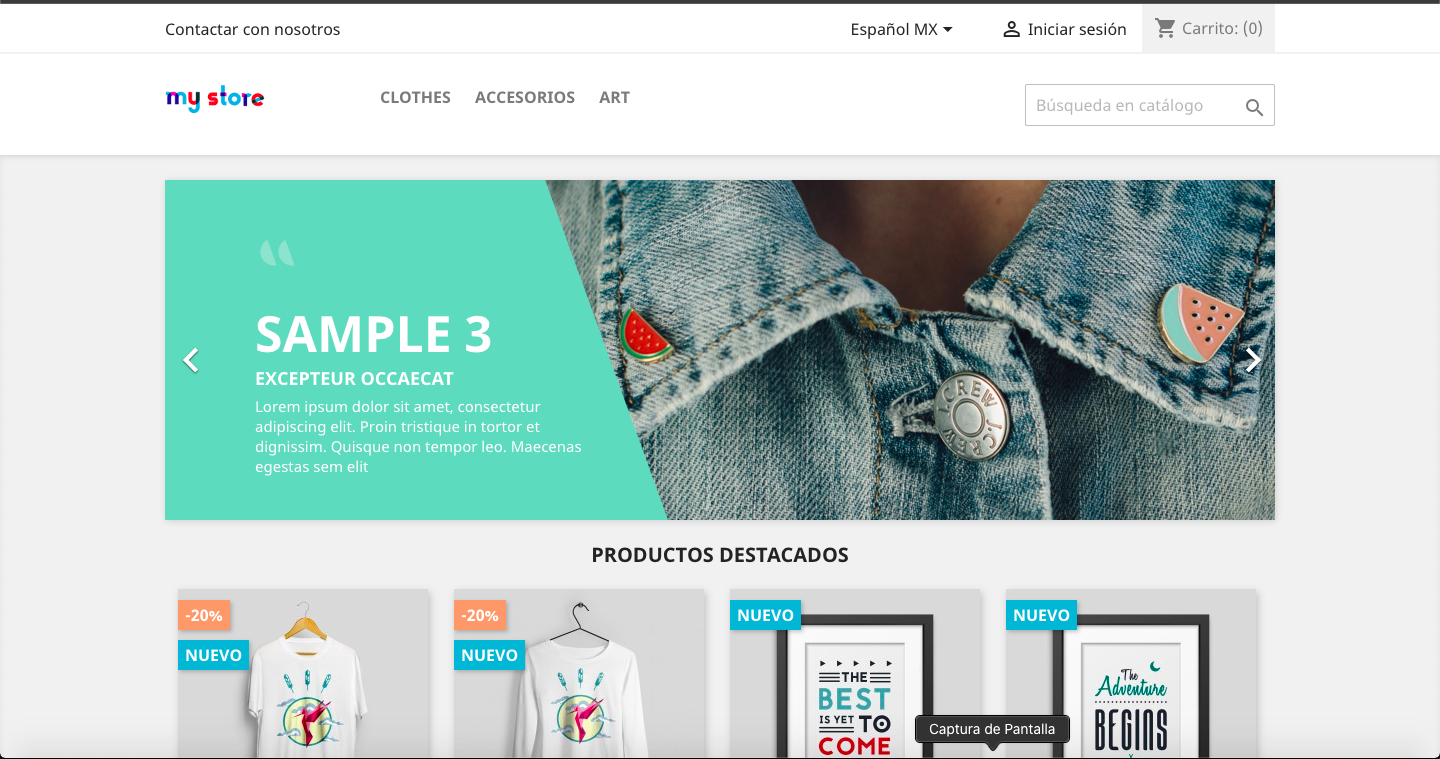 Contactar con nosotros
Español MX
Iniciar sesión
Carrito: (0)
my store
CLOTHES
ACCESORIOS
ART
Búsqueda en catálogo
SAMPLE 3
EXCEPTEUR OCCAECAT
Lorem ipsum dolor sit amet, consectetur
adipiscing elit. Proin tristique in tortor et
dignissim. Quisque non tempor leo. Maecenas
egestas sem elit
J.CREW J.CREW
PRODUCTOS DESTACADOS
-20%
NUEVO
-20%
NUEVO
NUEVO
THE
BEST
IS YET TO
COME
NUEVO
The
Adventure
BEGINS
Captura de Pantalla